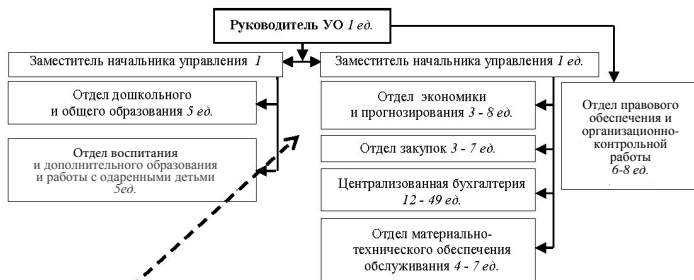 Руководитель УО 1 ед.
Заместитель начальника управления 1
Отдел дошкольного
и общего образования 5 ед.
Отдел воспитания
и дополнительного образования
и работы с одаренными детьми
5ед.
Заместитель начальника управления 1 ед.
Отдел экономики
и прогнозирования 3 - 8 ед.
Отдел закупок 3 - 7 ед.
Централизованная бухгалтерия
12 - 49 ед.
Отдел материально-
технического обеспечения
обслуживания 4 - 7 ед.
Отдел правового
обеспечения и
организационно-
контрольной
работы
6-8 ед.